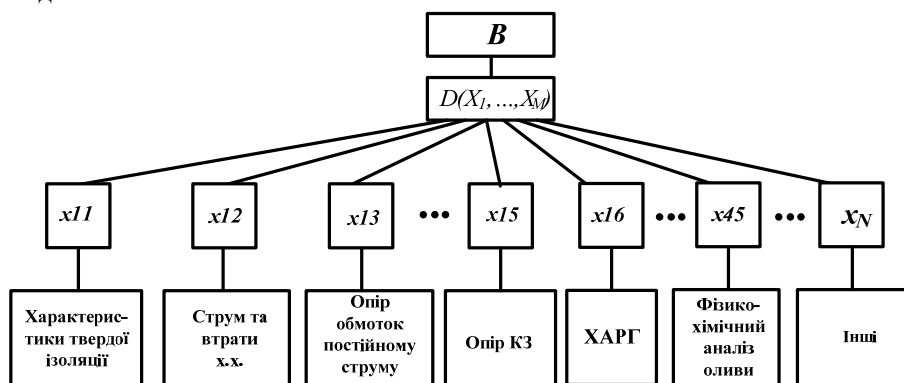 B
D(X1, ...,XM)
x11
x12
x13
•••
x15
x16
•••
x45
•••
xN
Характерис-
тики твердої
ізоляції
Струм та
втрати
х.х.
Опір
обмоток
постійному
струму
Опір КЗ
ХАРГ
Фізико-
хімічний
аналіз
оливи
Інші